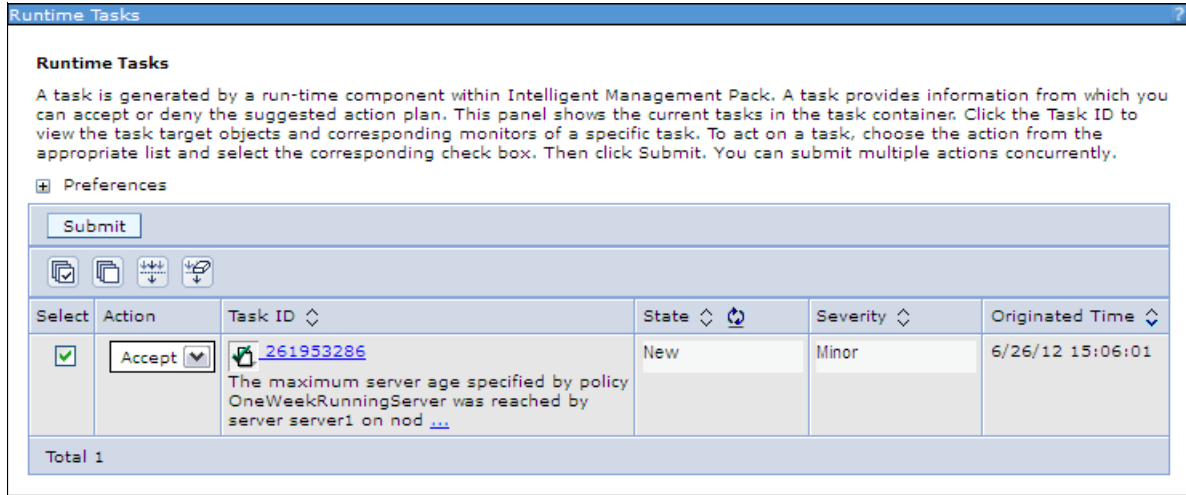 Runtime Tasks
?
Runtime Tasks
A task is generated by a run-time component within Intelligent Management Pack. A task provides information from which you
can accept or deny the suggested action plan. This panel shows the current tasks in the task container. Click the Task ID to
view the task target objects and corresponding monitors of a specific task. To act on a task, choose the action from the
appropriate list and select the corresponding check box. Then click Submit. You can submit multiple actions concurrently.
Preferences
Submit
Select Action Task ID State Severity Originated Time
Accept 261953286 New Minor 6/26/12 15:06:01
The maximum server age specified by policy
OneWeekRunningServer was reached by
server server1 on nod ...
Total 1